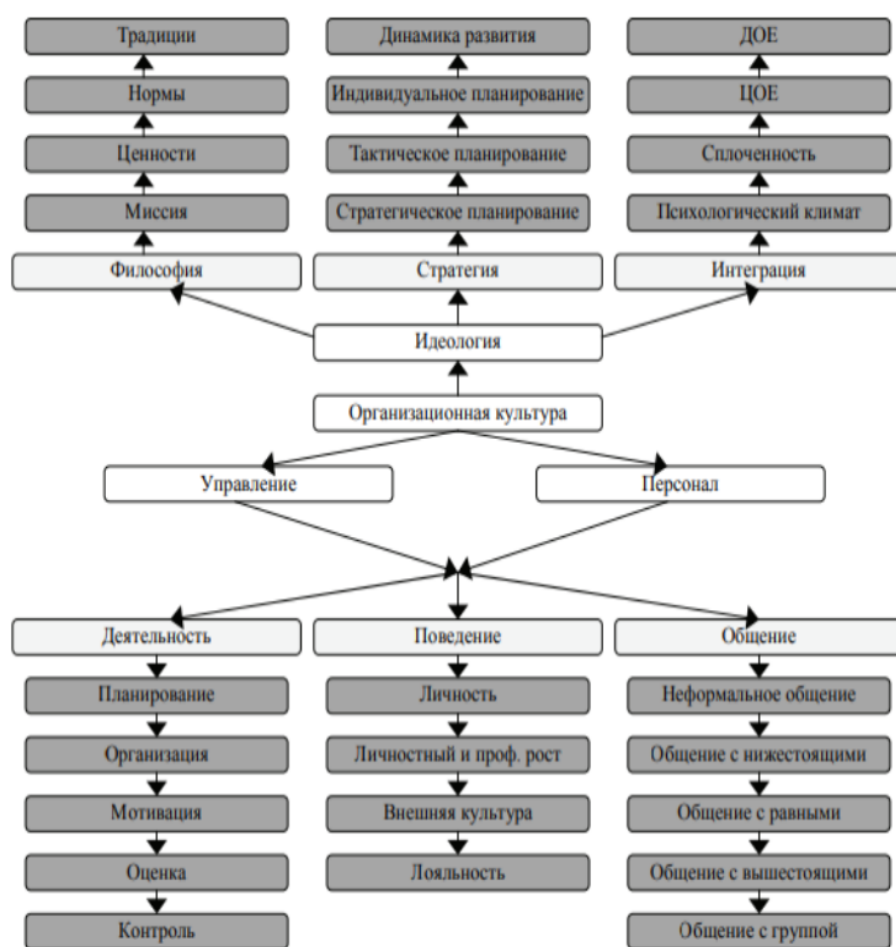 Традиции
Динамика развития
ДОЕ
Нормы
Индивидуальное планирование
ЦОЕ
Ценности
Тактическое планирование
Сплоченность
Миссия
Стратегическое планирование
Психологический климат
Философия
Стратегия
Интеграция
Идеология
Организационная культура
Управление
Персонал
Деятельность
Поведение
Общение
Планирование
Личность
Неформальное общение
Организация
Личностный и проф. рост
Общение с нижестоящими
Мотивация
Внешняя культура
Общение с равными
Оценка
Лояльность
Общение с вышестоящими
Контроль
Общение с группой